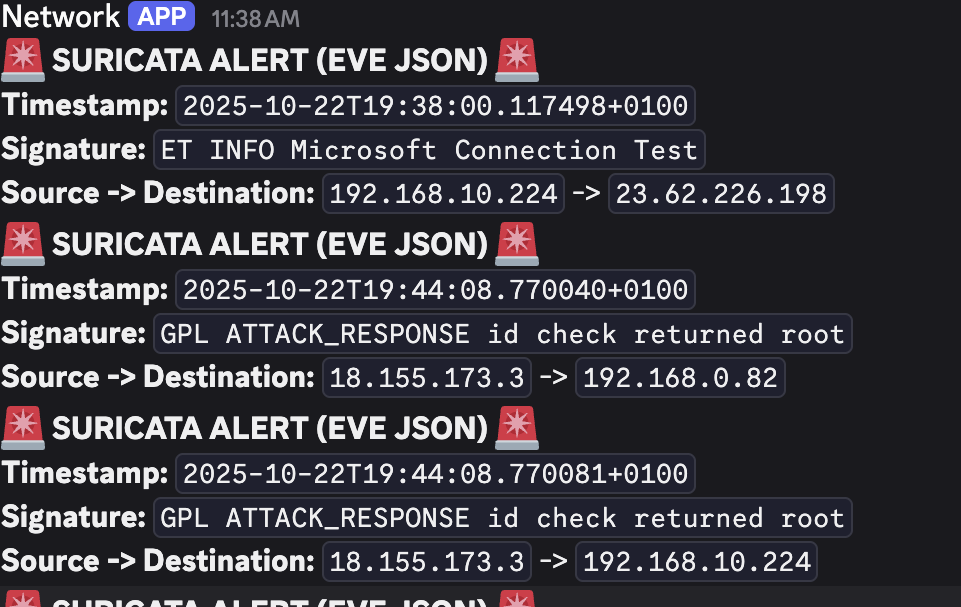 Network APP 11:38 AM
🚨 SURICATA ALERT (EVE JSON) 🚨
Timestamp: 2025-10-22T19:38:00.117498+0100
Signature: ET INFO Microsoft Connection Test
Source -> Destination: 192.168.10.224 -> 23.62.226.198
🚨 SURICATA ALERT (EVE JSON) 🚨
Timestamp: 2025-10-22T19:44:08.770040+0100
Signature: GPL ATTACK_RESPONSE id check returned root
Source -> Destination: 18.155.173.3 -> 192.168.0.82
🚨 SURICATA ALERT (EVE JSON) 🚨
Timestamp: 2025-10-22T19:44:08.770081+0100
Signature: GPL ATTACK_RESPONSE id check returned root
Source -> Destination: 18.155.173.3 -> 192.168.10.224
🚨 SURICATA ALERT (EVE JSON) 🚨